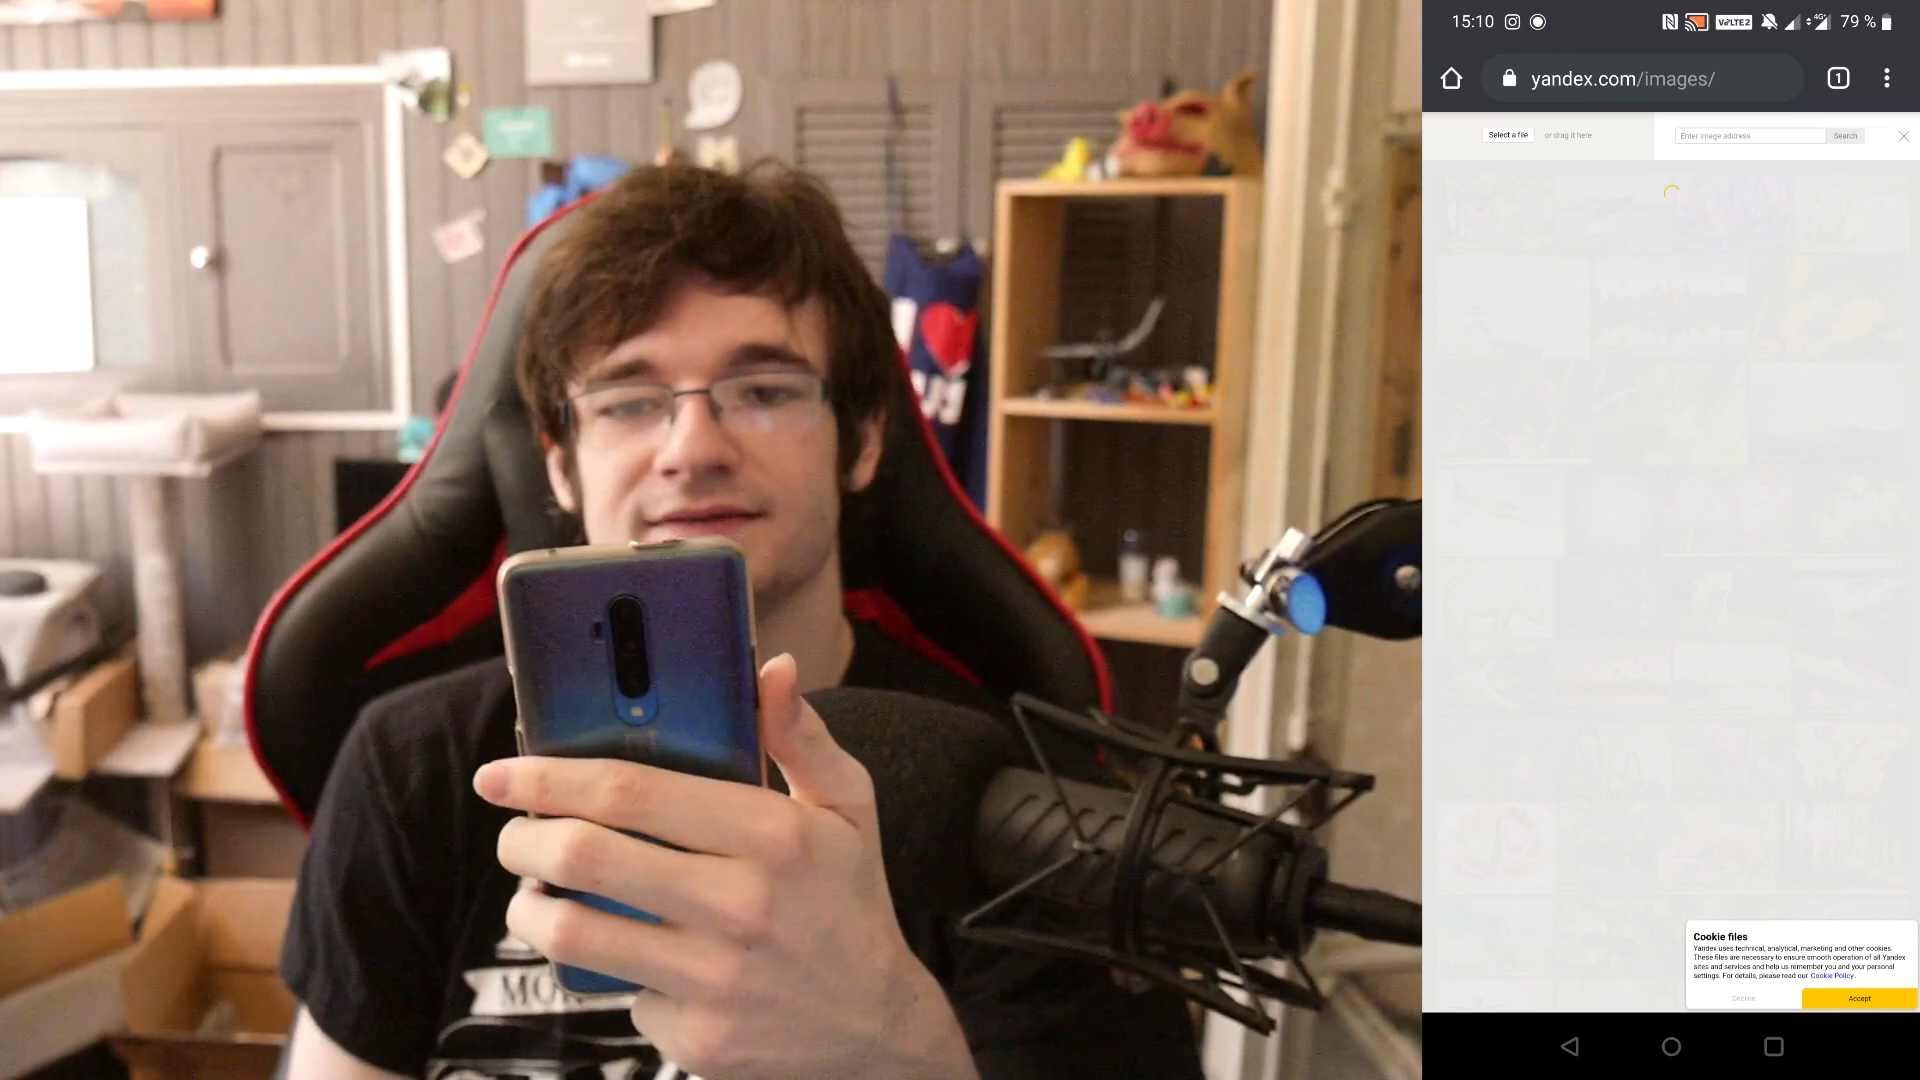 15:10
VoLTE2
4G+
79 %
yandex.com/images/
1
Select a file
or drag it here
Enter image address
Search
Cookie files
Yandex uses technical, analytical, marketing and other cookies.
These files are necessary to ensure smooth operation of all Yandex
sites and services and help us remember you and your personal
settings. For details, please read our Cookie Policy.
Decline
Accept